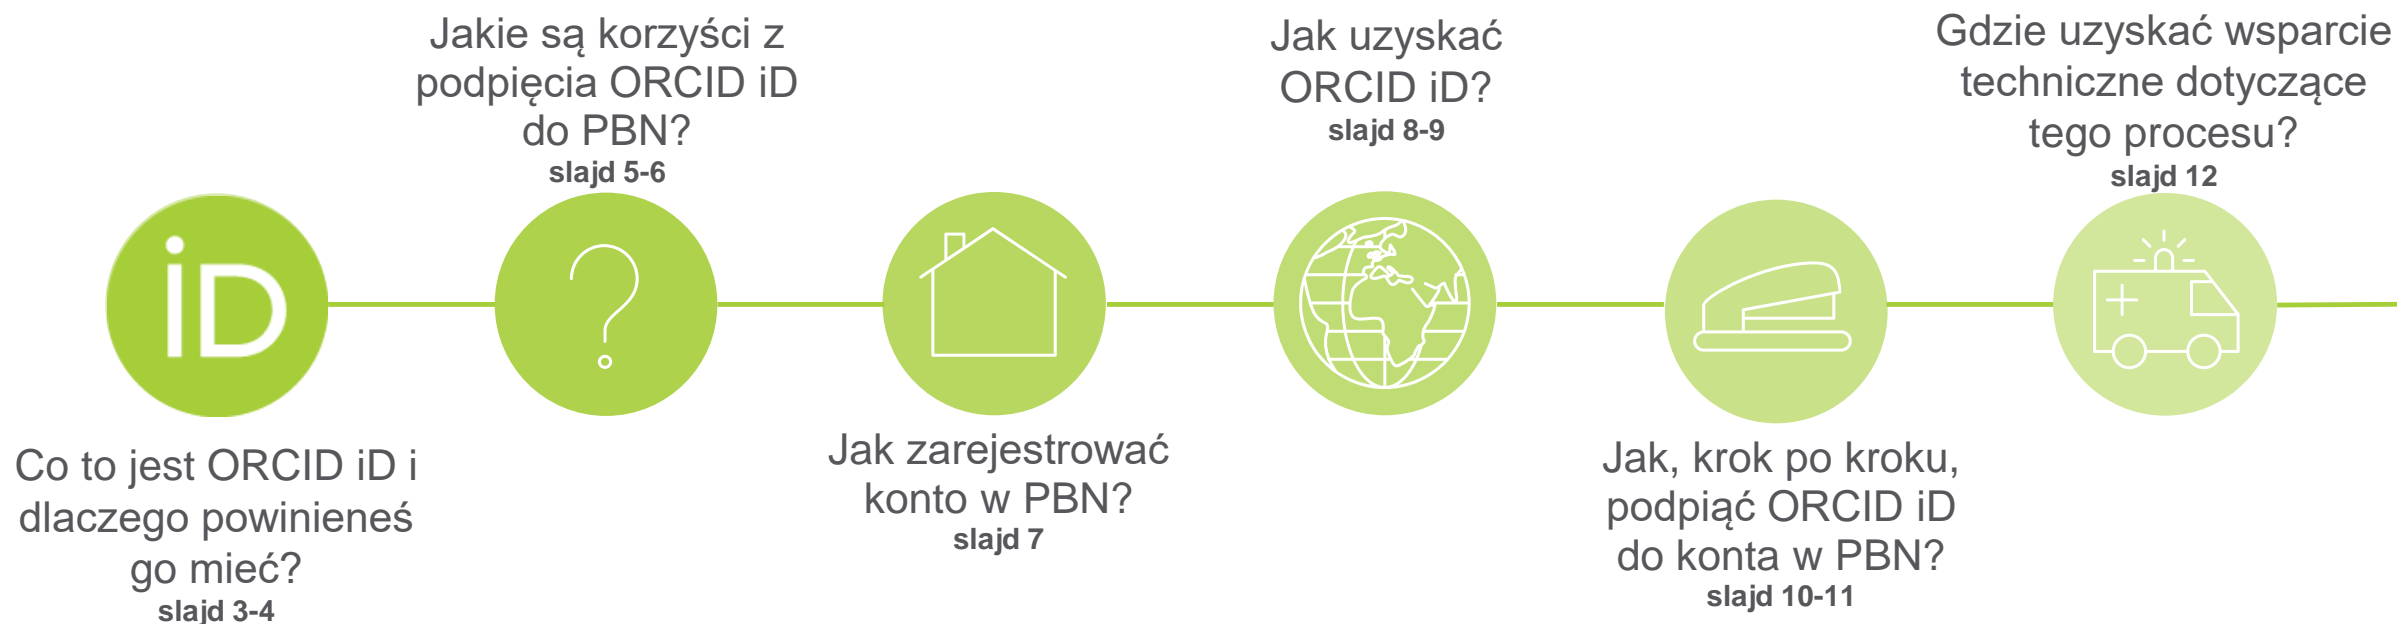 iD
Co to jest ORCID iD i
dlaczego powinieneś
go mieć?
slajd 3-4
Jakie są korzyści z
podpięcia ORCID iD
do PBN?
slajd 5-6
Jak zarejestrować
konto w PBN?
slajd 7
Jak uzyskać
ORCID iD?
slajd 8-9
Jak, krok po kroku,
podpiąć ORCID iD
do konta w PBN?
slajd 10-11
Gdzie uzyskać wsparcie
techniczne dotyczące
tego procesu?
slajd 12